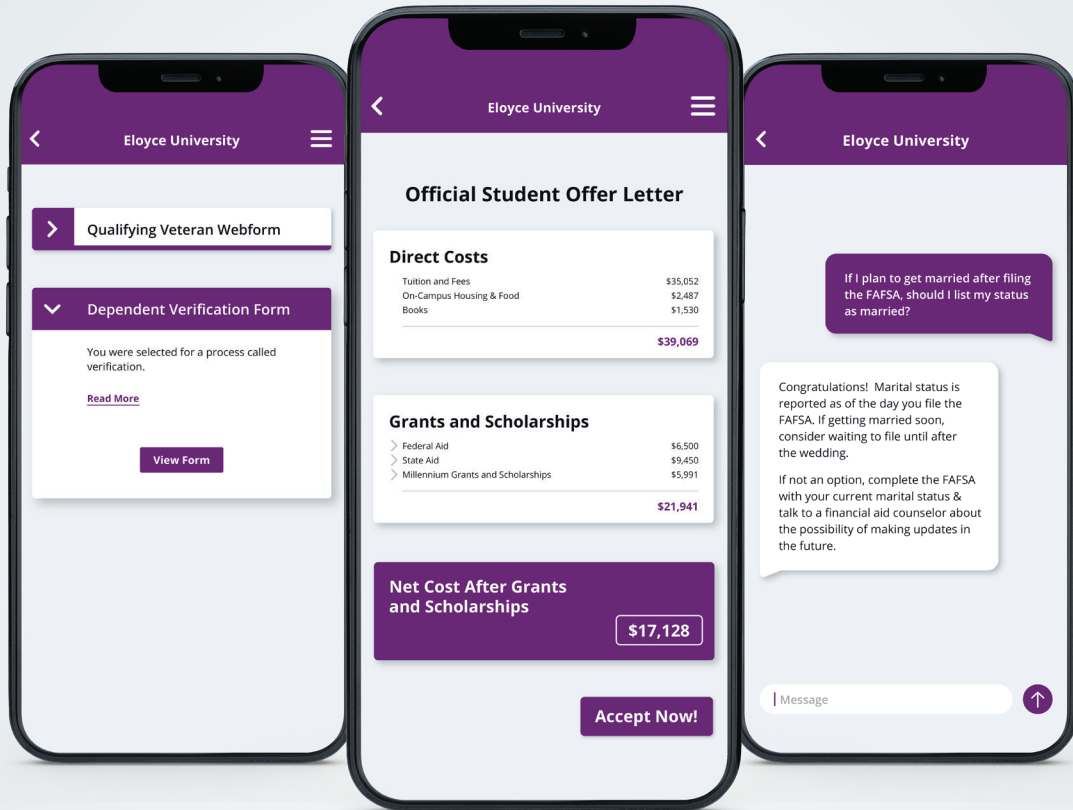 Eloyce University
Qualifying Veteran Webform
Dependent Verification Form
You were selected for a process called
verification.
Read More
View Form
Eloyce University
Official Student Offer Letter
Direct Costs
Tuition and Fees $35,052
On-Campus Housing & Food $2,487
Books $1,530
$39,069
Grants and Scholarships
Federal Aid $6,500
State Aid $9,450
Millennium Grants and Scholarships $5,991
$21,941
Net Cost After Grants
and Scholarships
$17,128
Accept Now!
Eloyce University
If I plan to get married after filing
the FAFSA, should I list my status
as married?
Congratulations! Marital status is
reported as of the day you file the
FAFSA. If getting married soon,
consider waiting to file until after
the wedding.
If not an option, complete the FAFSA
with your current marital status &
talk to a financial aid counselor about
the possibility of making updates in
the future.
Message